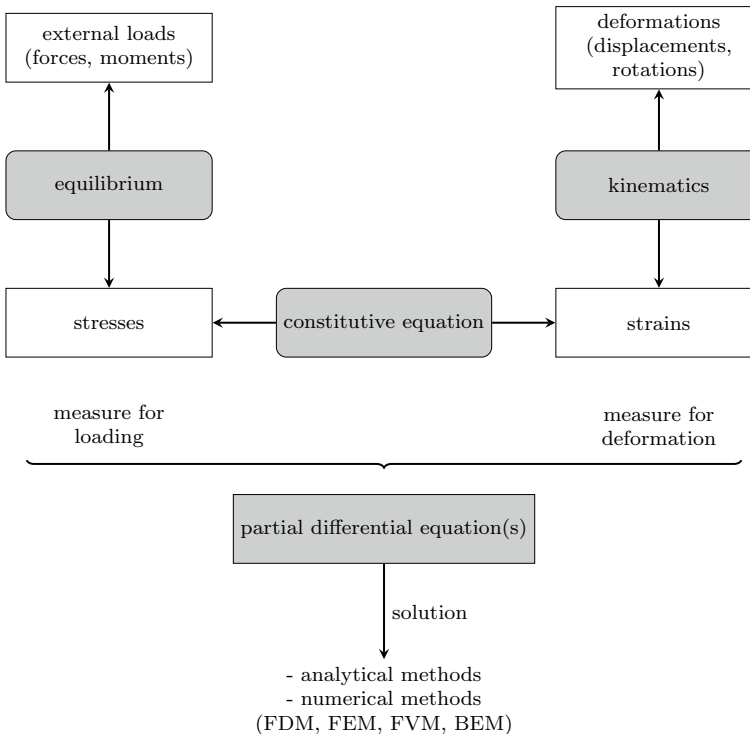 external loads
(forces, moments)
deformations
(displacements,
rotations)
equilibrium
kinematics
stresses
constitutive equation
strains
measure for
loading
measure for
deformation
partial differential equation(s)
solution
- analytical methods
- numerical methods
(FDM, FEM, FVM, BEM)